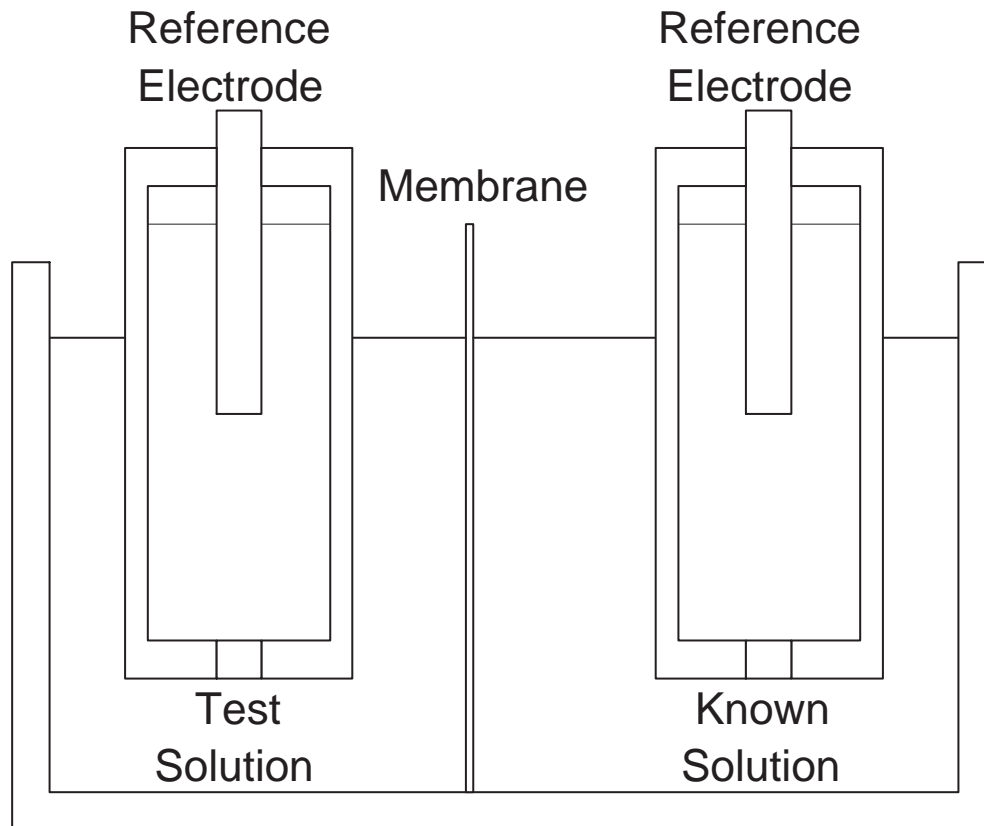 Reference
Electrode
Reference
Electrode
Membrane
Test
Solution
Known
Solution